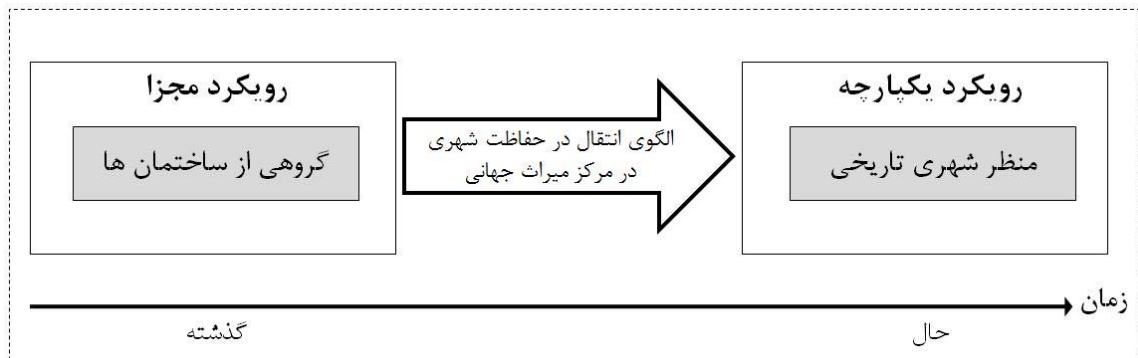 رویکرد مجزا
گروهی از ساختمان ها
الگوی انتقال در حفاظت شهری
در مرکز میراث جهانی
رویکرد یکپارچه
منظر شهری تاریخی
زمان
گذشته
حال